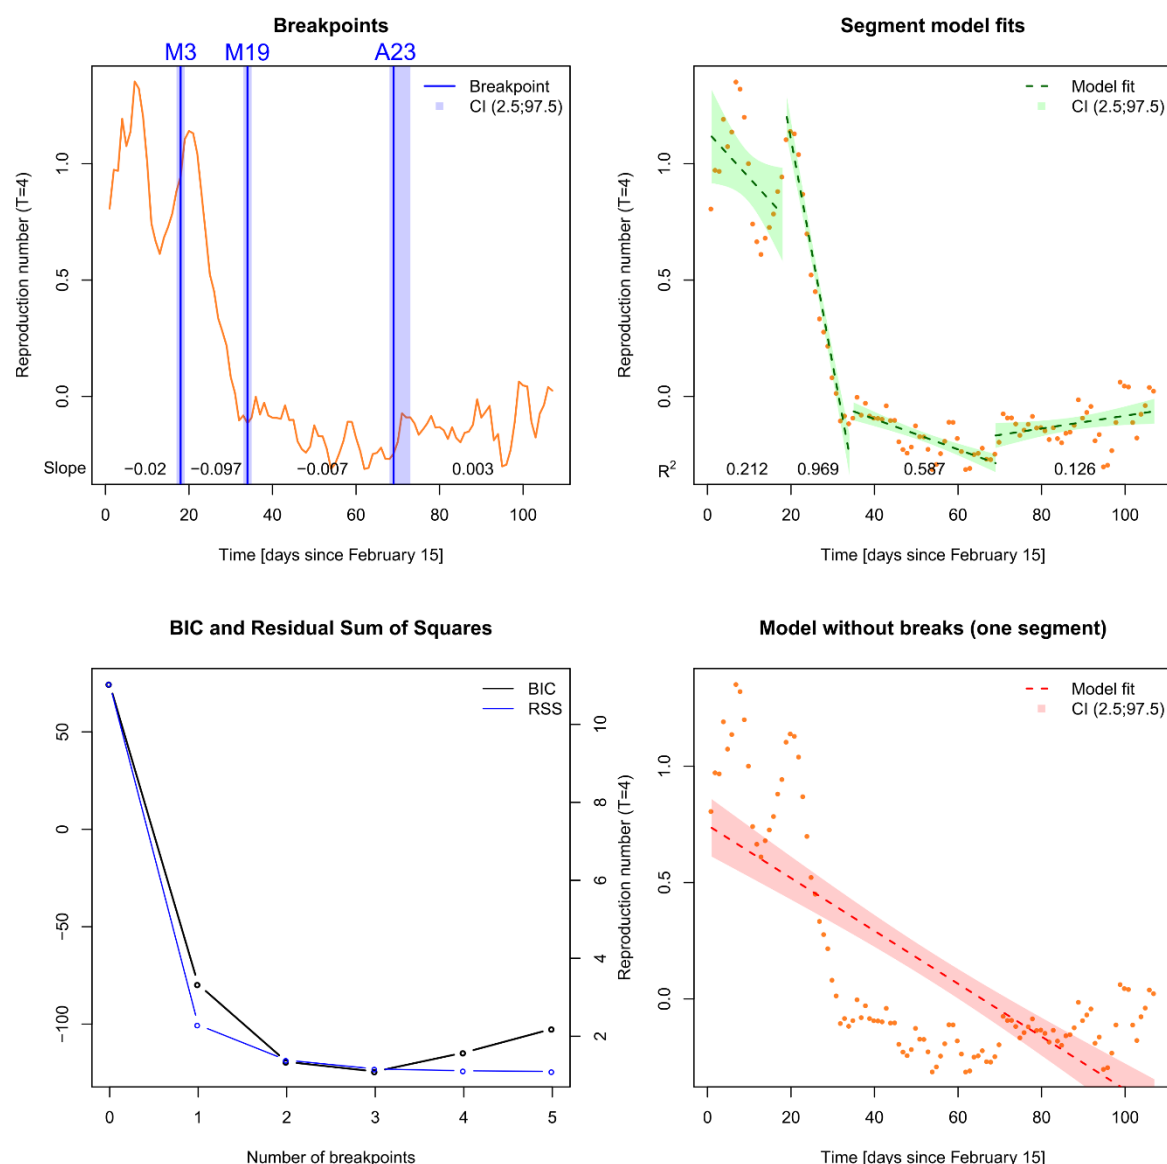 Breakpoints
M3 M19 A23
Breakpoint
CI (2.5;97.5)
Reproduction number (T=4)
1.0
0.5
0.0
Slope −0.02 −0.097 −0.007 0.003
0 20 40 60 80 100
Time [days since February 15]
Segment model fits
Model fit
CI (2.5;97.5)
Reproduction number (T=4)
1.0
0.5
0.0
R² 0.2112 0.969 0.587 0.126
0 20 40 60 80 100
Time [days since February 15]
BIC and Residual Sum of Squares
BIC
RSS
50
0
−50
−100
10
8
6
4
2
0 1 2 3 4 5
Number of breakpoints
Model without breaks (one segment)
Model fit
CI (2.5;97.5)
Reproduction number (T=4)
1.0
0.5
0.0
0 20 40 60 80 100
Time [days since February 15]